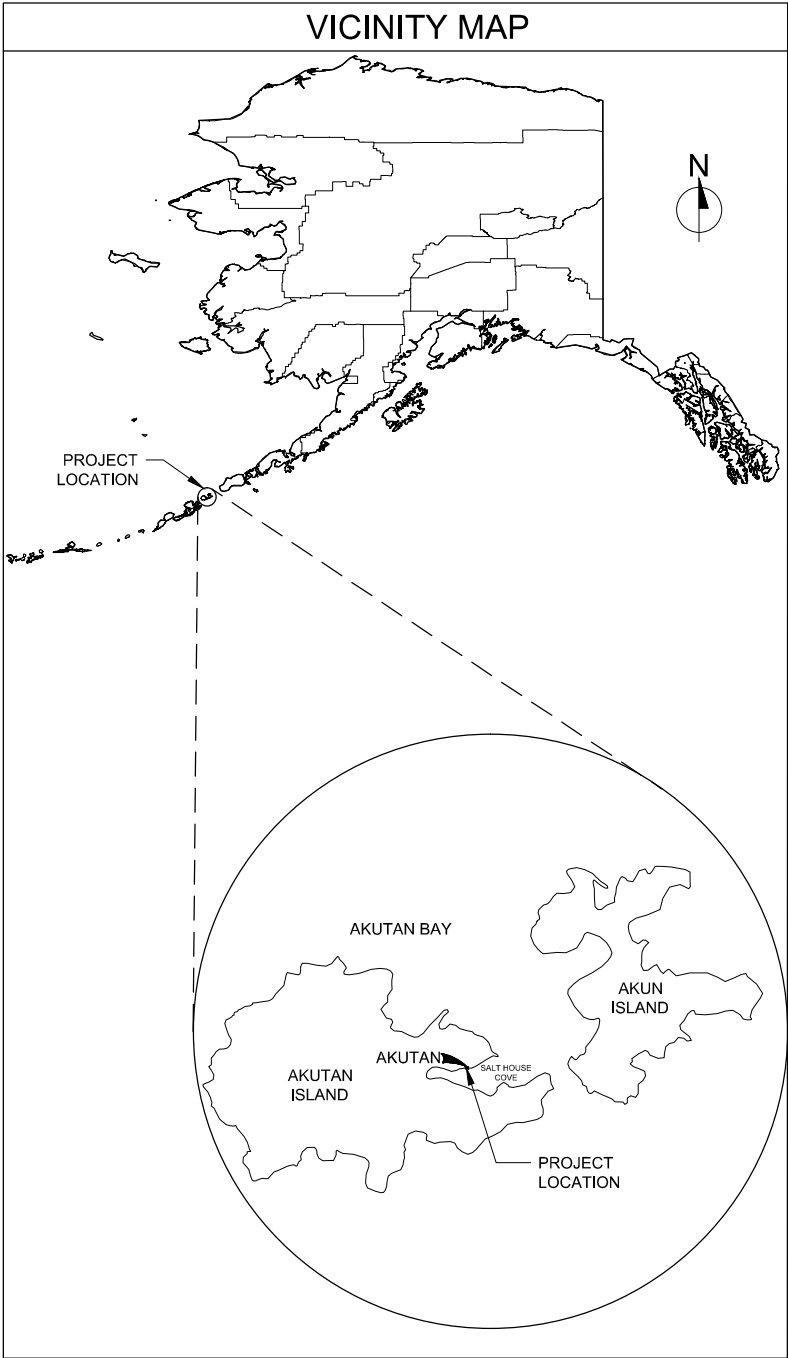 VICINITY MAP
N
PROJECT
LOCATION
AKUTAN BAY
AKUN
ISLAND
AKUTAN
SALT HOUSE
COVE
AKUTAN
ISLAND
PROJECT
LOCATION